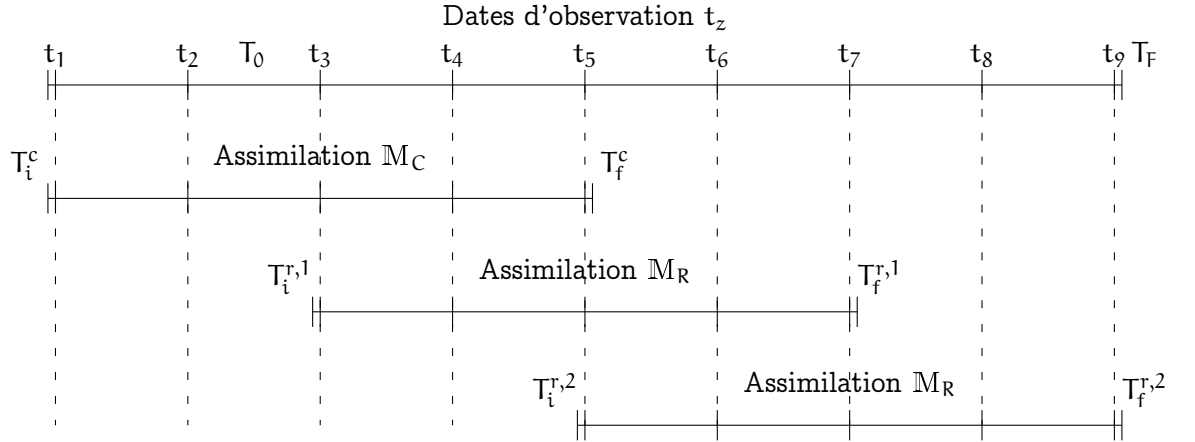 Dates d'observation t_z
t_1 t_2 T_0 t_3 t_4 t_5 t_6 t_7 t_8 t_9 T_F
T_i^c Assimilation 𝕄_C T_f^c
T_i^{r,1} Assimilation 𝕄_R T_f^{r,1}
T_i^{r,2} Assimilation 𝕄_R T_f^{r,2}